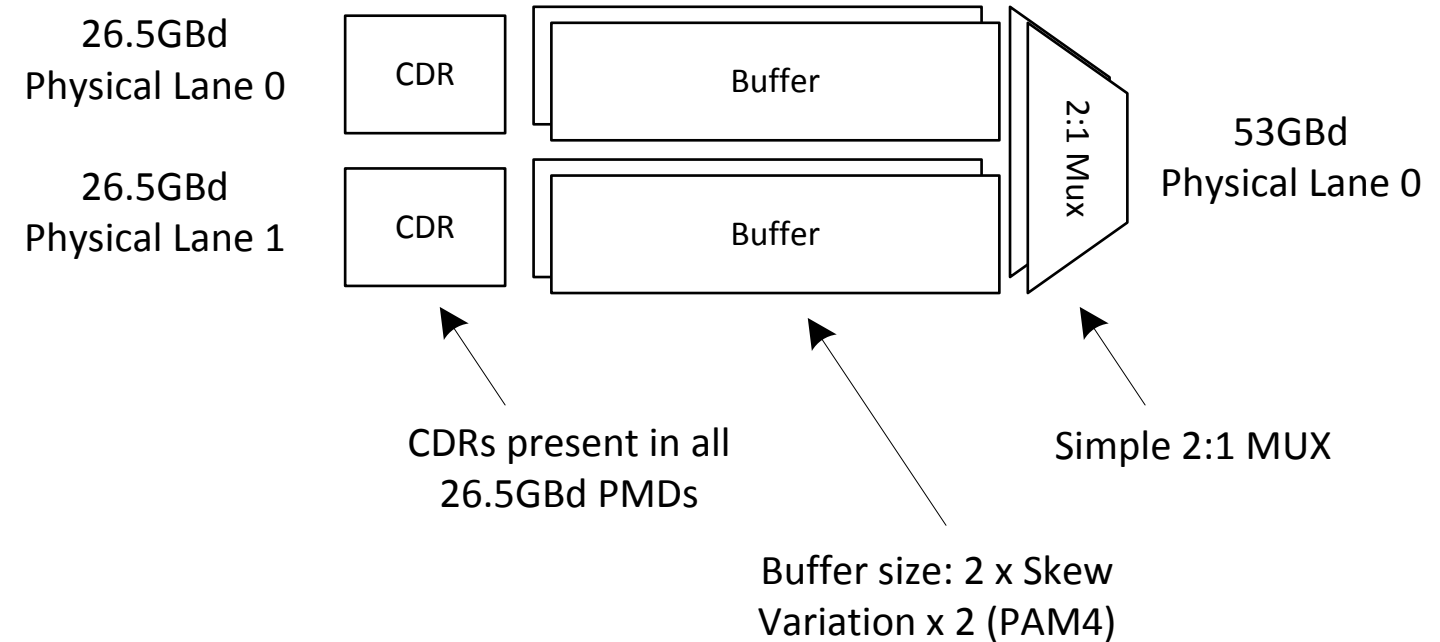 26.5GBd
Physical Lane 0
CDR
Buffer
26.5GBd
Physical Lane 1
CDR
Buffer
2:1 Mux
53GBd
Physical Lane 0
CDRs present in all
26.5GBd PMDs
Simple 2:1 MUX
Buffer size: 2 x Skew
Variation x 2 (PAM4)